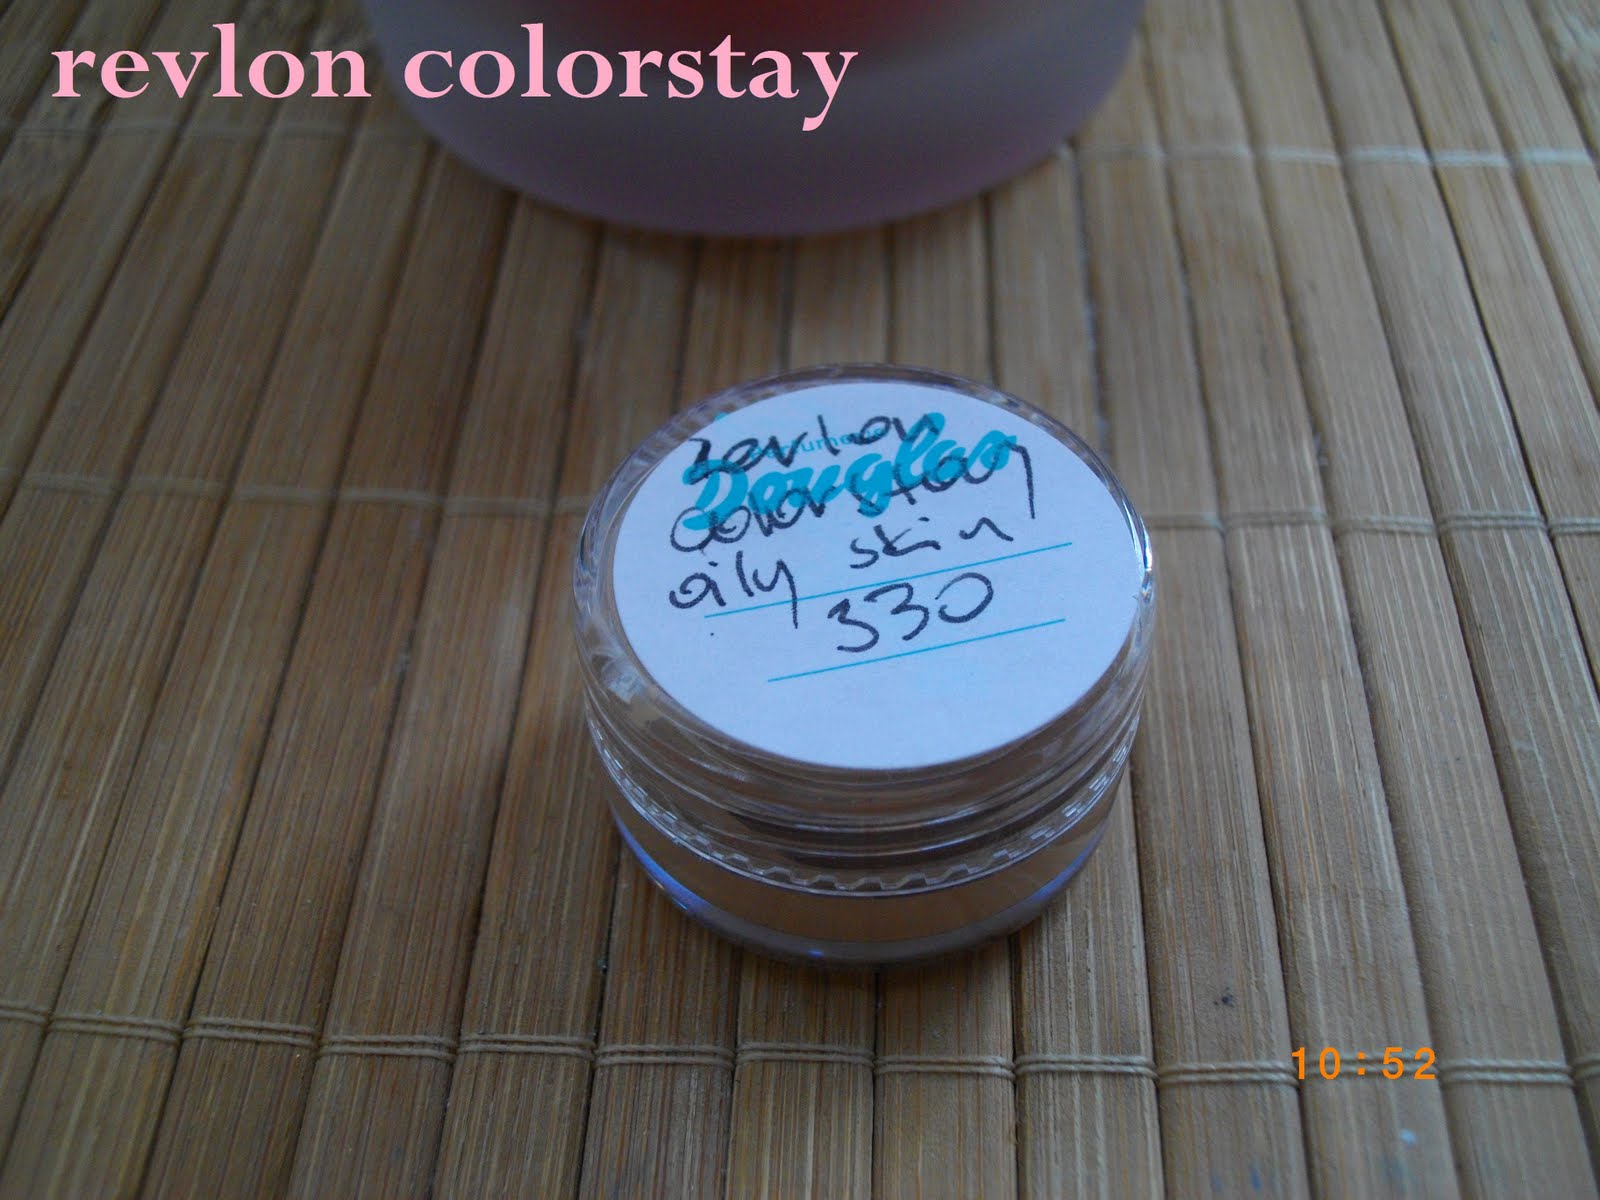 revlon colorstay
Revlon
Douglas
colorstay
oily skin
330
10:52